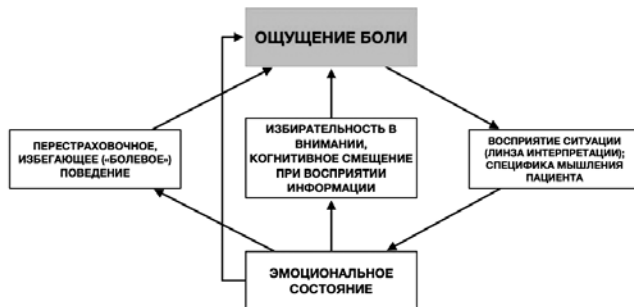 ОЩУЩЕНИЕ БОЛИ
ПЕРЕСТРАХОВОЧНОЕ,
ИЗБЕГАЮЩЕЕ («БОЛЕВОЕ»)
ПОВЕДЕНИЕ
ИЗБИРАТЕЛЬНОСТЬ В
ВНИМАНИИ,
КОГНИТИВНОЕ СМЕЩЕНИЕ
ПРИ ВОСПРИЯТИИ
ИНФОРМАЦИИ
ВОСПРИЯТИЕ СИТУАЦИИ
(ЛИНЗА ИНТЕРПРЕТАЦИИ);
СПЕЦИФИКА МЫШЛЕНИЯ
ПАЦИЕНТА
ЭМОЦИОНАЛЬНОЕ
СОСТОЯНИЕ